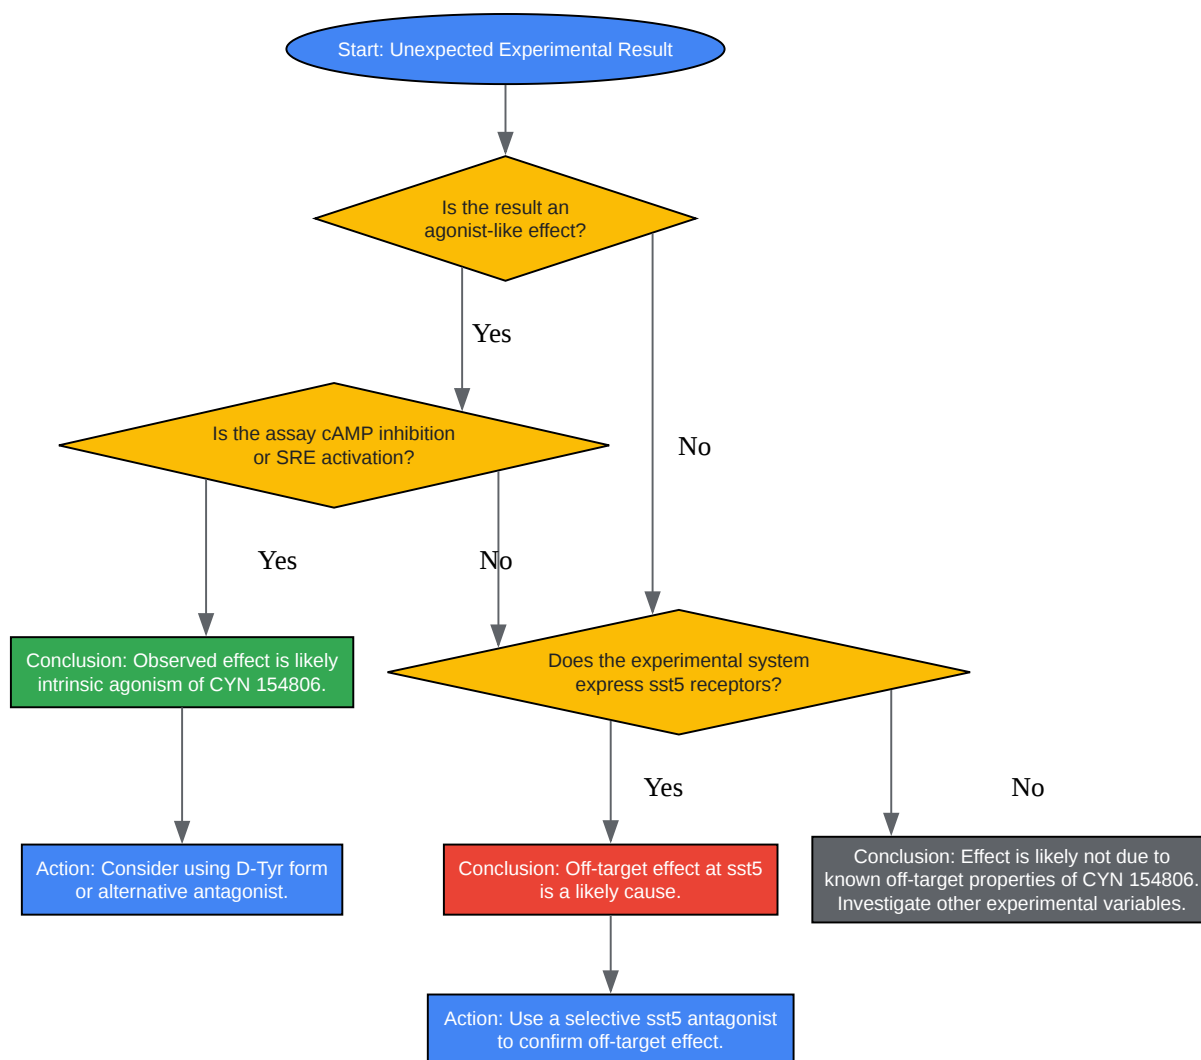 Start: Unexpected Experimental Result
Is the result an
agonist-like effect?
Yes
No
Is the assay cAMP inhibition
or SRE activation?
Yes
No
Conclusion: Observed effect is likely
intrinsic agonism of CYN 154806.
Does the experimental system
express sst5 receptors?
Yes
No
Action: Consider using D-Tyr form
or alternative antagonist.
Conclusion: Off-target effect at sst5
is a likely cause.
Conclusion: Effect is likely not due to
known off-target properties of CYN 154806.
Investigate other experimental variables.
Action: Use a selective sst5 antagonist
to confirm off-target effect.